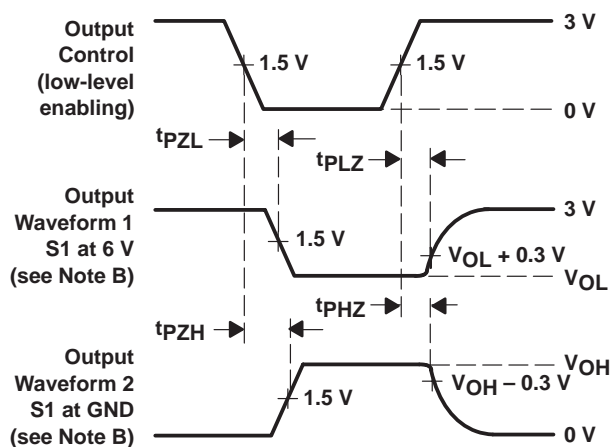 Output
Control
(low-level
enabling)
3 V
1.5 V
1.5 V
0 V
tPZL
tPLZ
Output
Waveform 1
S1 at 6 V
(see Note B)
3 V
1.5 V
VOL + 0.3 V
VOL
tPHZ
tPZH
Output
Waveform 2
S1 at GND
(see Note B)
VOH
1.5 V
VOH – 0.3 V
0 V